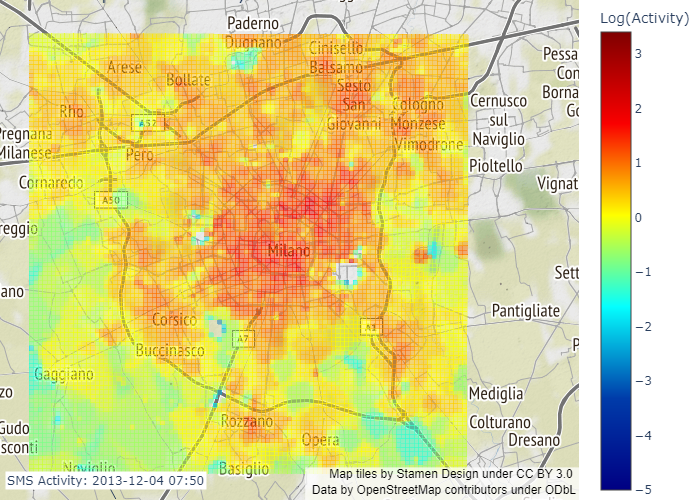 Paderno
Dugnano
Log(Activity)
Cinisello
Balsamo
Arese
Bollate
Sesto
San
Giovanni
Pessa
Con
Borna
Go
Rho
A52
Cologno
Monzese
Cernusco
sul
Naviglio
Pregnana
Milanese
Pero
Vimodrone
Pioltello
Cornaredo
Vignat
A50
reggio
Milano
Sett
ano
Pantigliate
Corsico
A7
A1
P
Buccinasco
Gaggiano
zo
Mediglia
Rozzano
Colturano
Gudo
sconti
Opera
Dresano
Noviglio
Basiglio
SMS Activity: 2013-12-04 07:50
Map tiles by Stamen Design under CC BY 3.0
Data by OpenStreetMap contributors under ODbL
3
2
1
0
−1
−2
−3
−4
−5